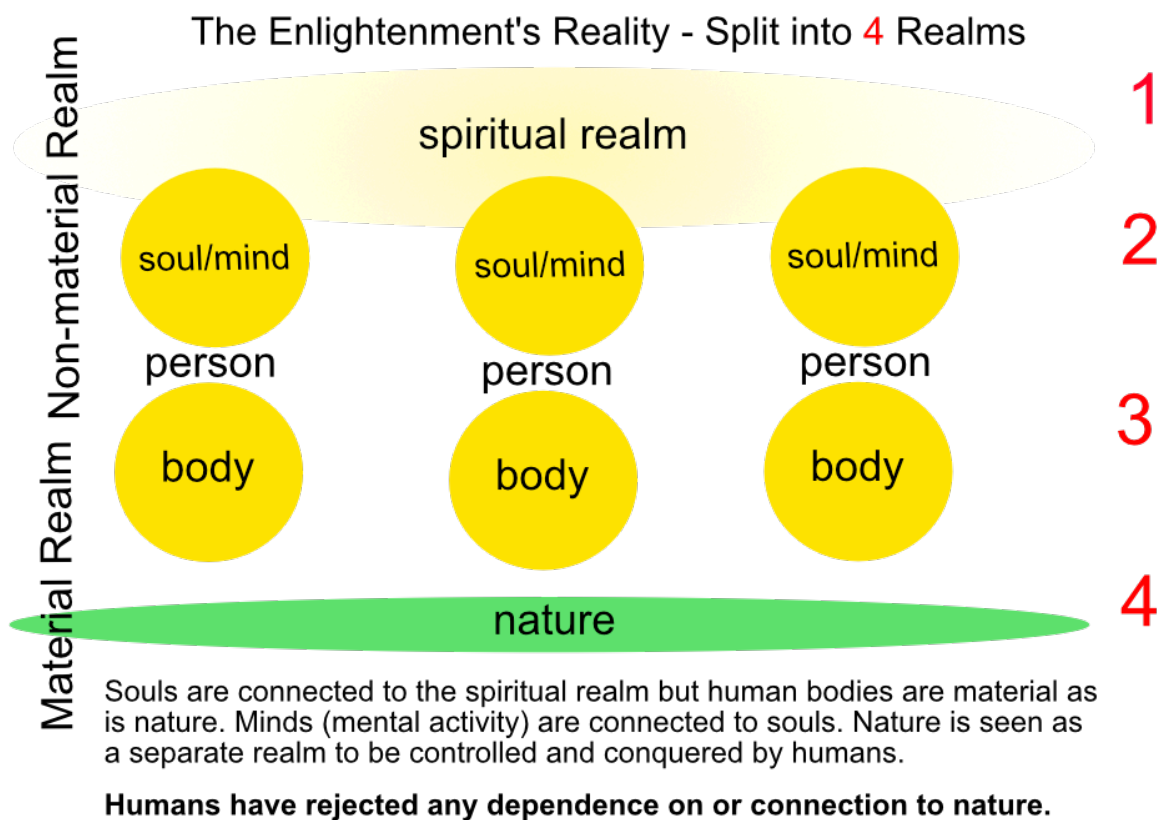 The Enlightenment's Reality - Split into 4 Realms
Non-material Realm
Material Realm
1
spiritual realm
2
soul/mind
soul/mind
soul/mind
person
person
person
3
body
body
body
4
nature
Souls are connected to the spiritual realm but human bodies are material as
is nature. Minds (mental activity) are connected to souls. Nature is seen as
a separate realm to be controlled and conquered by humans.
Humans have rejected any dependence on or connection to nature.